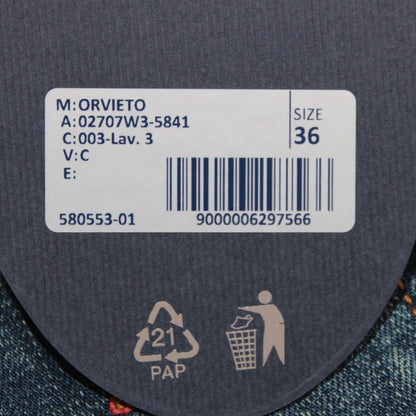 M:ORVIETO
A:02707W3-5841
C:003-Lav. 3
V:C
E:
SIZE
36
580553-01
9000006297566
21
PAP